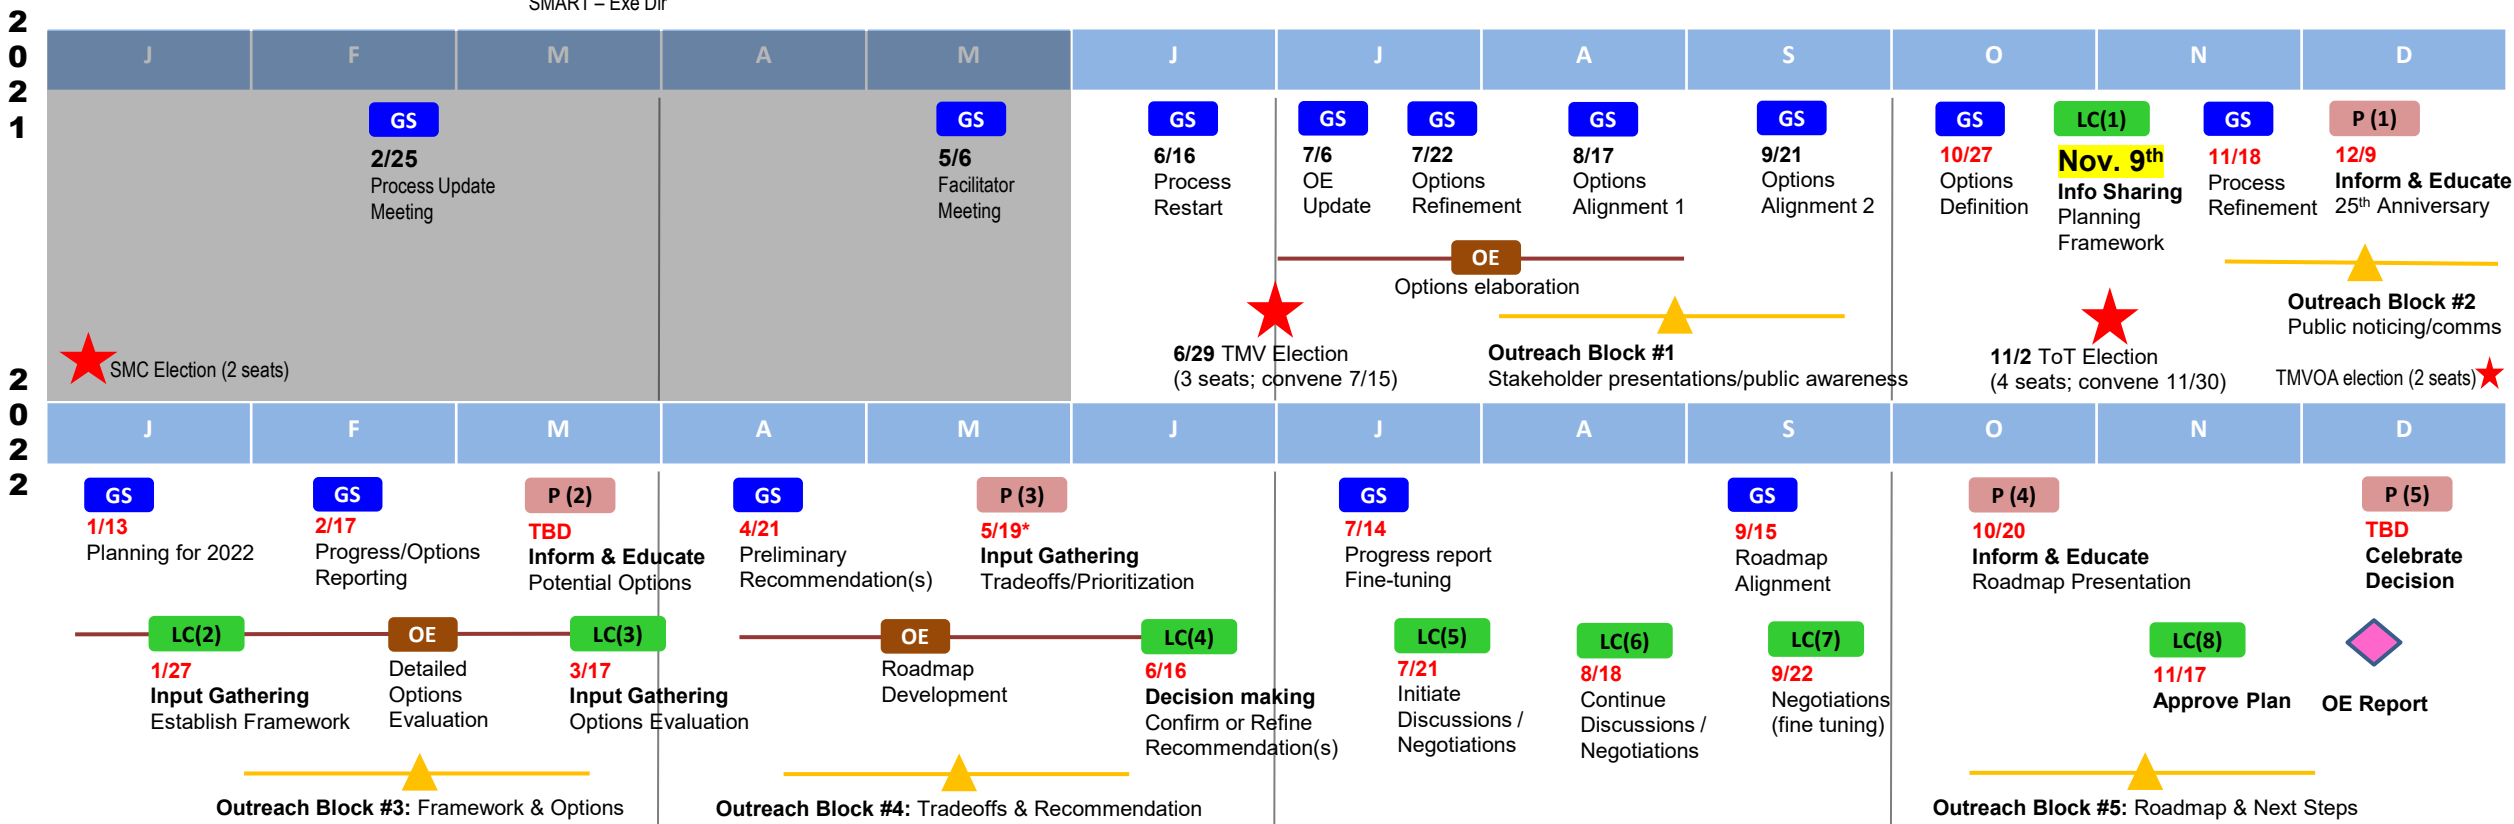 SMART – Exe Dir
2
0
2
1
J F M A M J J A S O N D
GS
2/25
Process Update
Meeting
GS
5/6
Facilitator
Meeting
GS
6/16
Process
Restart
GS
7/6
OE
Update
GS
7/22
Options
Refinement
GS
8/17
Options
Alignment 1
GS
9/21
Options
Alignment 2
GS
10/27
Options
Definition
LC(1)
Nov. 9th
Info Sharing
Planning
Framework
GS
11/18
Process
Refinement
P (1)
12/9
Inform & Educate
25th Anniversary
OE
Options elaboration
Outreach Block #2
Public noticing/comms
SMC Election (2 seats)
6/29 TMV Election
(3 seats; convene 7/15)
Outreach Block #1
Stakeholder presentations/public awareness
11/2 ToT Election
(4 seats; convene 11/30)
TMVOA election (2 seats)
2
0
2
2
J F M A M J J A S O N D
GS
1/13
Planning for 2022
GS
2/17
Progress/Options
Reporting
P (2)
TBD
Inform & Educate
Potential Options
GS
4/21
Preliminary
Recommendation(s)
P (3)
5/19*
Input Gathering
Tradeoffs/Prioritization
GS
7/14
Progress report
Fine-tuning
GS
9/15
Roadmap
Alignment
P (4)
10/20
Inform & Educate
Roadmap Presentation
P (5)
TBD
Celebrate
Decision
LC(2)
1/27
Input Gathering
Establish Framework
OE
Detailed
Options
Evaluation
LC(3)
3/17
Input Gathering
Options Evaluation
OE
Roadmap
Development
LC(4)
6/16
Decision making
Confirm or Refine
Recommendation(s)
LC(5)
7/21
Initiate
Discussions /
Negotiations
LC(6)
8/18
Continue
Discussions /
Negotiations
LC(7)
9/22
Negotiations
(fine tuning)
LC(8)
11/17
Approve Plan
OE Report
Outreach Block #3: Framework & Options
Outreach Block #4: Tradeoffs & Recommendation
Outreach Block #5: Roadmap & Next Steps